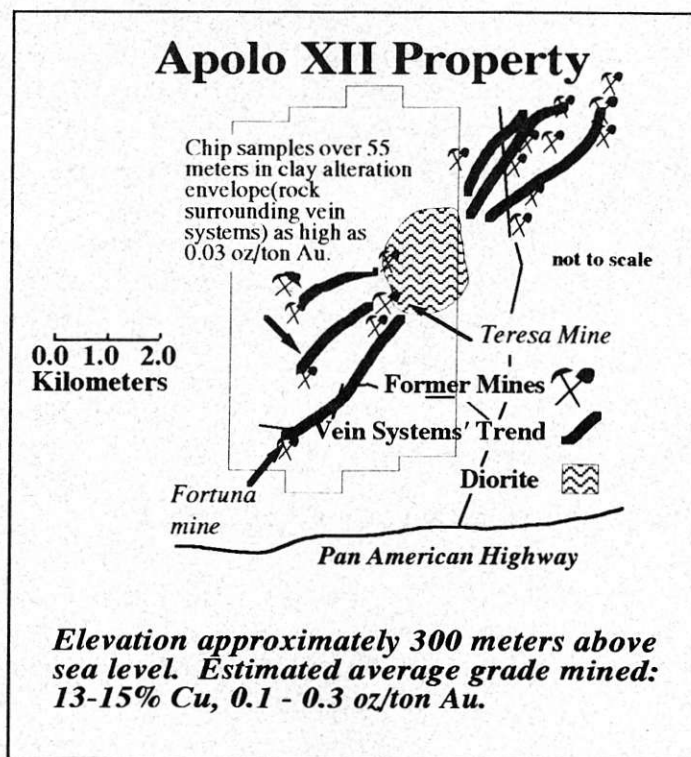 Apolo XII Property
Chip samples over 55
meters in clay alteration
envelope(rock
surrounding vein
systems) as high as
0.03 oz/ton Au.
not to scale
0.0 1.0 2.0
Kilometers
Teresa Mine
Former Mines
Vein Systems' Trend
Diorite
Fortuna
mine
Pan American Highway
Elevation approximately 300 meters above
sea level. Estimated average grade mined:
13-15% Cu, 0.1 - 0.3 oz/ton Au.